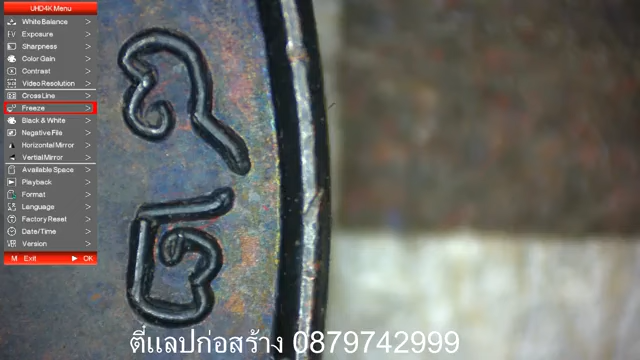 UHD4K Menu
White Balance >
Exposure >
Sharpness >
Color Gain >
Contrast >
Video Resolution >
Cross Line >
Freeze >
Black & White >
Negative File >
Horizontal Mirror >
Vertial Mirror >
Available Space >
Playback >
Format >
Language >
Factory Reset >
Date/Time >
Version >
M Exit ▶ OK
ตี่แลปก่อสร้าง 0879742999